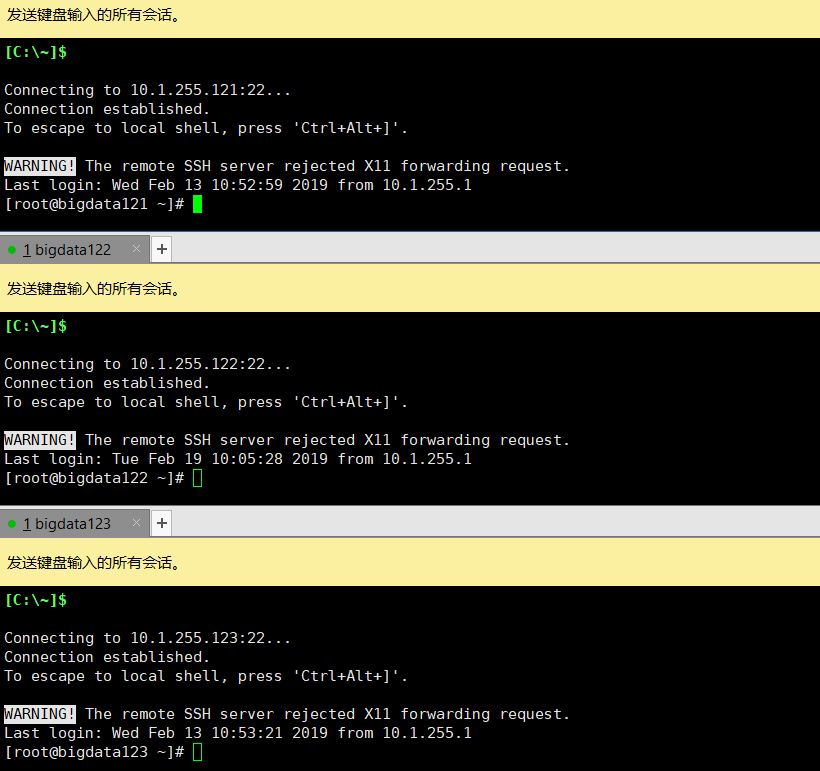 发送键盘输入的所有会话。
[C:\~]$
Connecting to 10.1.255.121:22...
Connection established.
To escape to local shell, press 'Ctrl+Alt+]'.
WARNING! The remote SSH server rejected X11 forwarding request.
Last login: Wed Feb 13 10:52:59 2019 from 10.1.255.1
[root@bigdata121 ~]#
1 bigdata122 × +
发送键盘输入的所有会话。
[C:\~]$
Connecting to 10.1.255.122:22...
Connection established.
To escape to local shell, press 'Ctrl+Alt+]'.
WARNING! The remote SSH server rejected X11 forwarding request.
Last login: Tue Feb 19 10:05:28 2019 from 10.1.255.1
[root@bigdata122 ~]#
1 bigdata123 × +
发送键盘输入的所有会话。
[C:\~]$
Connecting to 10.1.255.123:22...
Connection established.
To escape to local shell, press 'Ctrl+Alt+]'.
WARNING! The remote SSH server rejected X11 forwarding request.
Last login: Wed Feb 13 10:53:21 2019 from 10.1.255.1
[root@bigdata123 ~]#